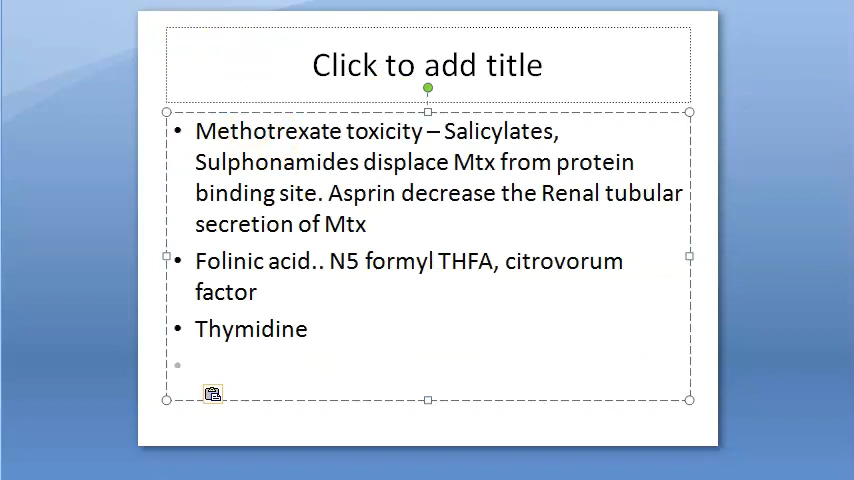 Click to add title
• Methotrexate toxicity – Salicylates,
Sulphonamides displace Mtx from protein
binding site. Asprin decrease the Renal tubular
secretion of Mtx
• Folinic acid.. N5 formyl THFA, citrovorum
factor
• Thymidine
•